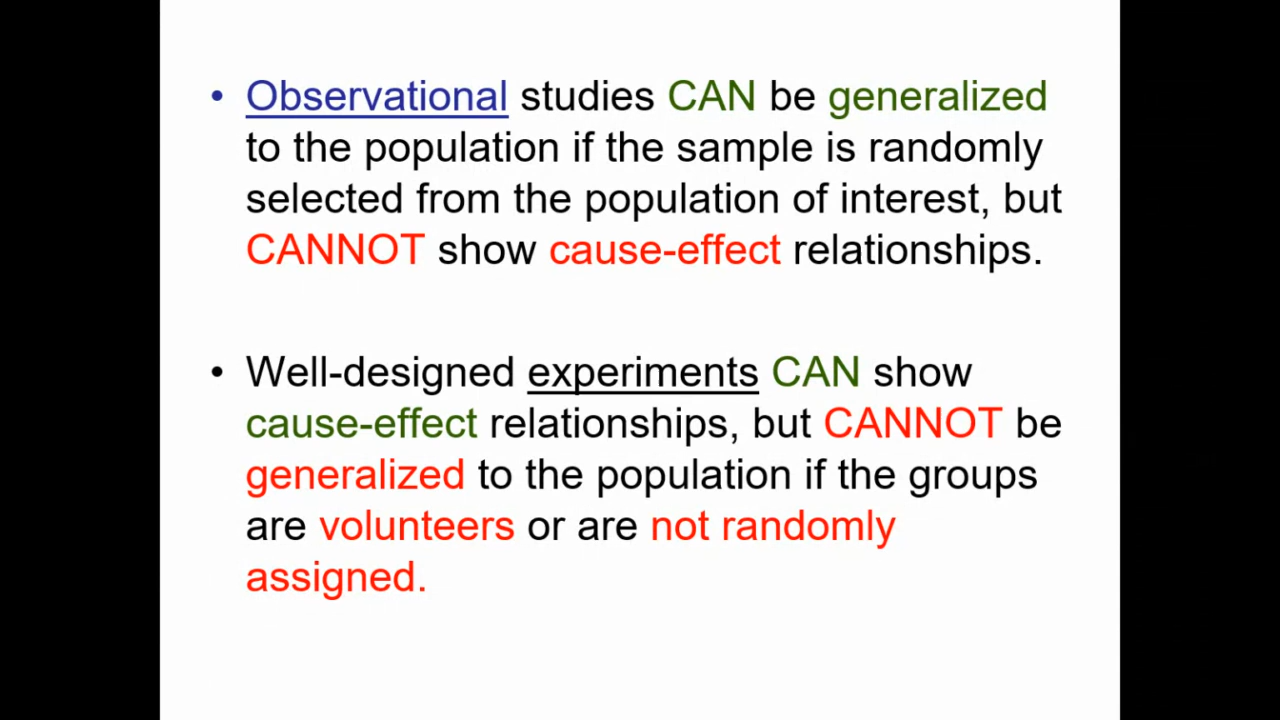 • Observational studies CAN be generalized
to the population if the sample is randomly
selected from the population of interest, but
CANNOT show cause-effect relationships.
• Well-designed experiments CAN show
cause-effect relationships, but CANNOT be
generalized to the population if the groups
are volunteers or are not randomly
assigned.